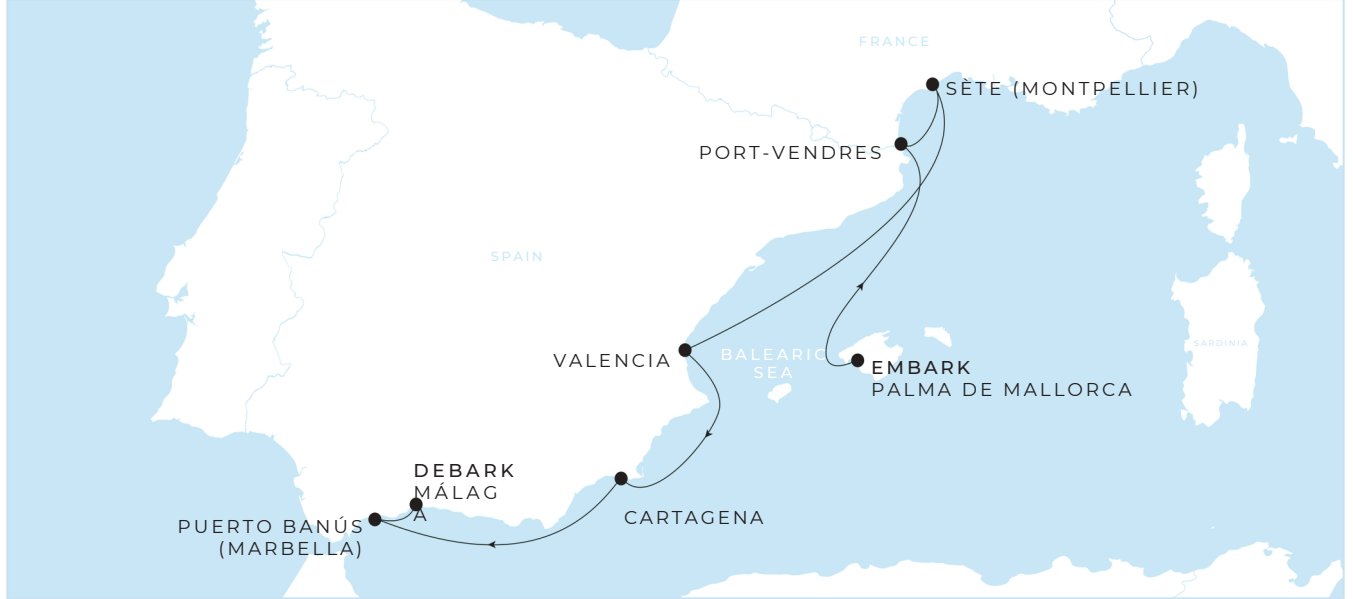 FRANCE
SÈTE (MONTPELLIER)
PORT-VENDRES
SPAIN
SARDINIA
VALENCIA
BALEARIC
SEA
EMBARK
PALMA DE MALLORCA
DEBARK
MÁLAG
A
CARTAGENA
PUERTO BANÚS
(MARBELLA)